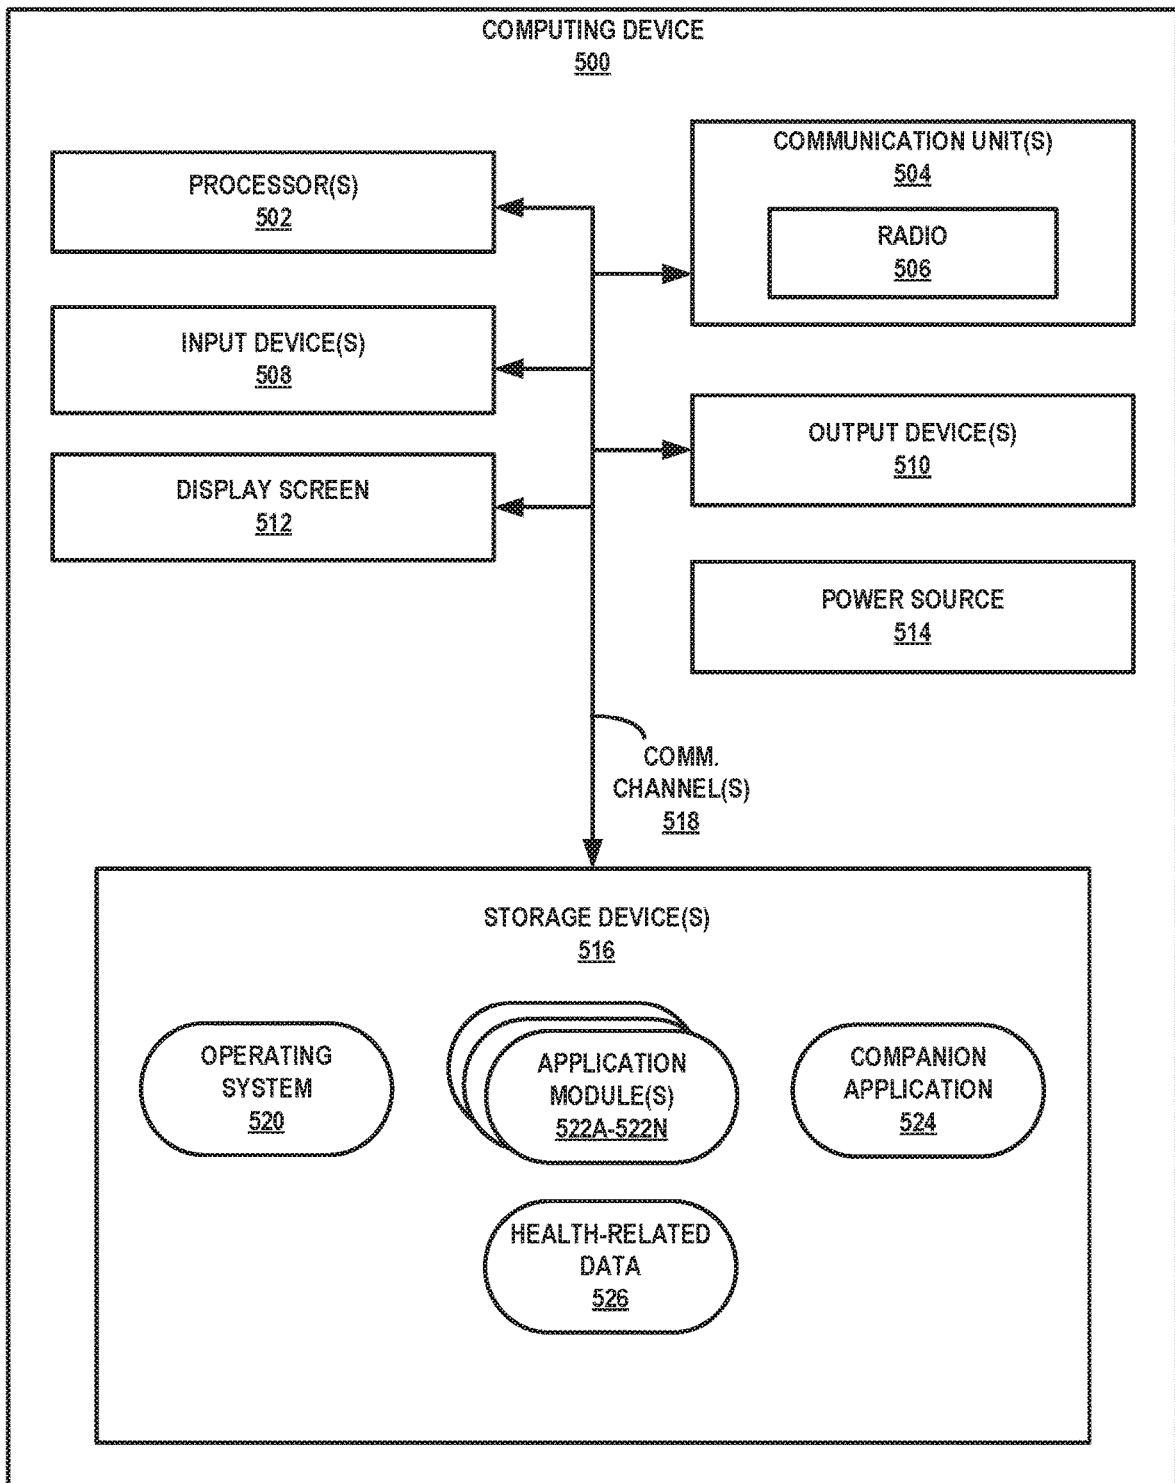 COMPUTING DEVICE
500
PROCESSOR(S)
502
COMMUNICATION UNIT(S)
504
RADIO
506
INPUT DEVICE(S)
508
OUTPUT DEVICE(S)
510
DISPLAY SCREEN
512
POWER SOURCE
514
COMM.
CHANNEL(S)
518
STORAGE DEVICE(S)
516
OPERATING
SYSTEM
520
APPLICATION
MODULE(S)
522A-522N
COMPANION
APPLICATION
524
HEALTH-RELATED
DATA
526